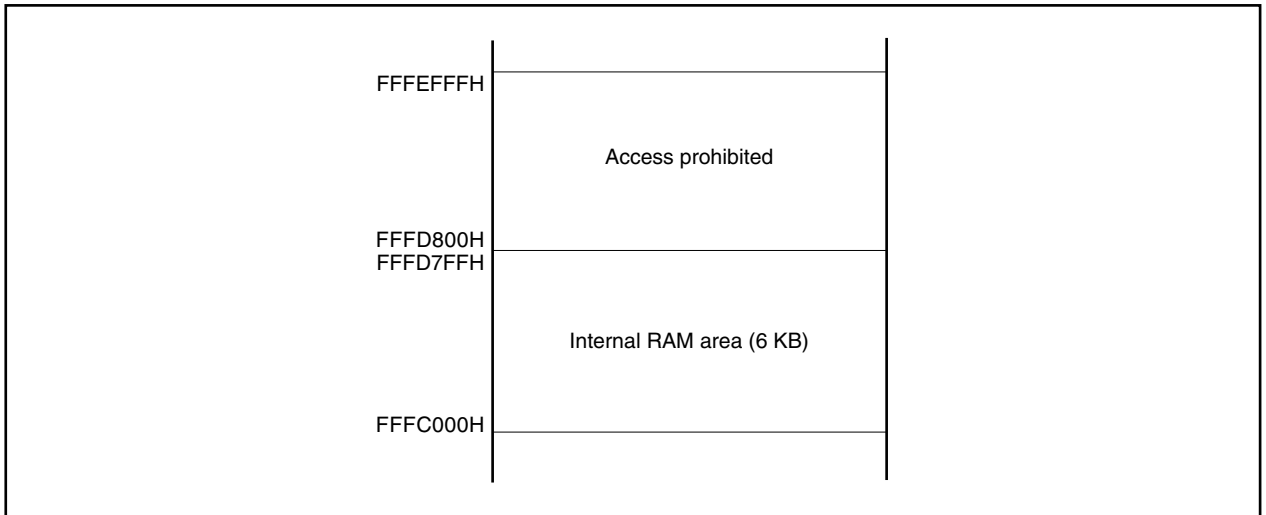 FFFEFFFH
Access prohibited
FFFD800H
FFFD7FFH
Internal RAM area (6 KB)
FFFC000H